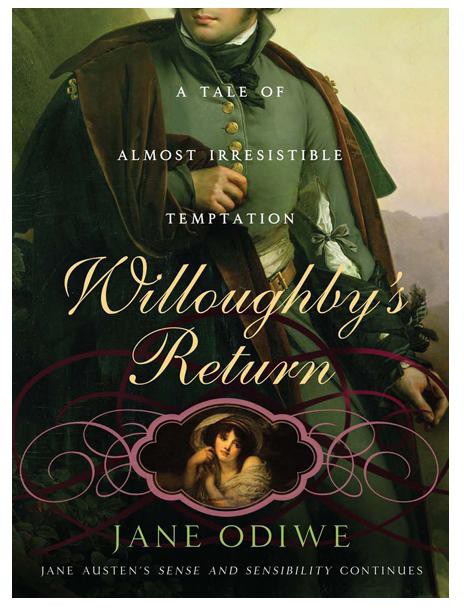 A TALE OF
ALMOST IRRESISTIBLE
TEMPTATION
Willoughby's
Return
JANE ODIWE
JANE AUSTEN'S SENSE AND SENSIBILITY CONTINUES